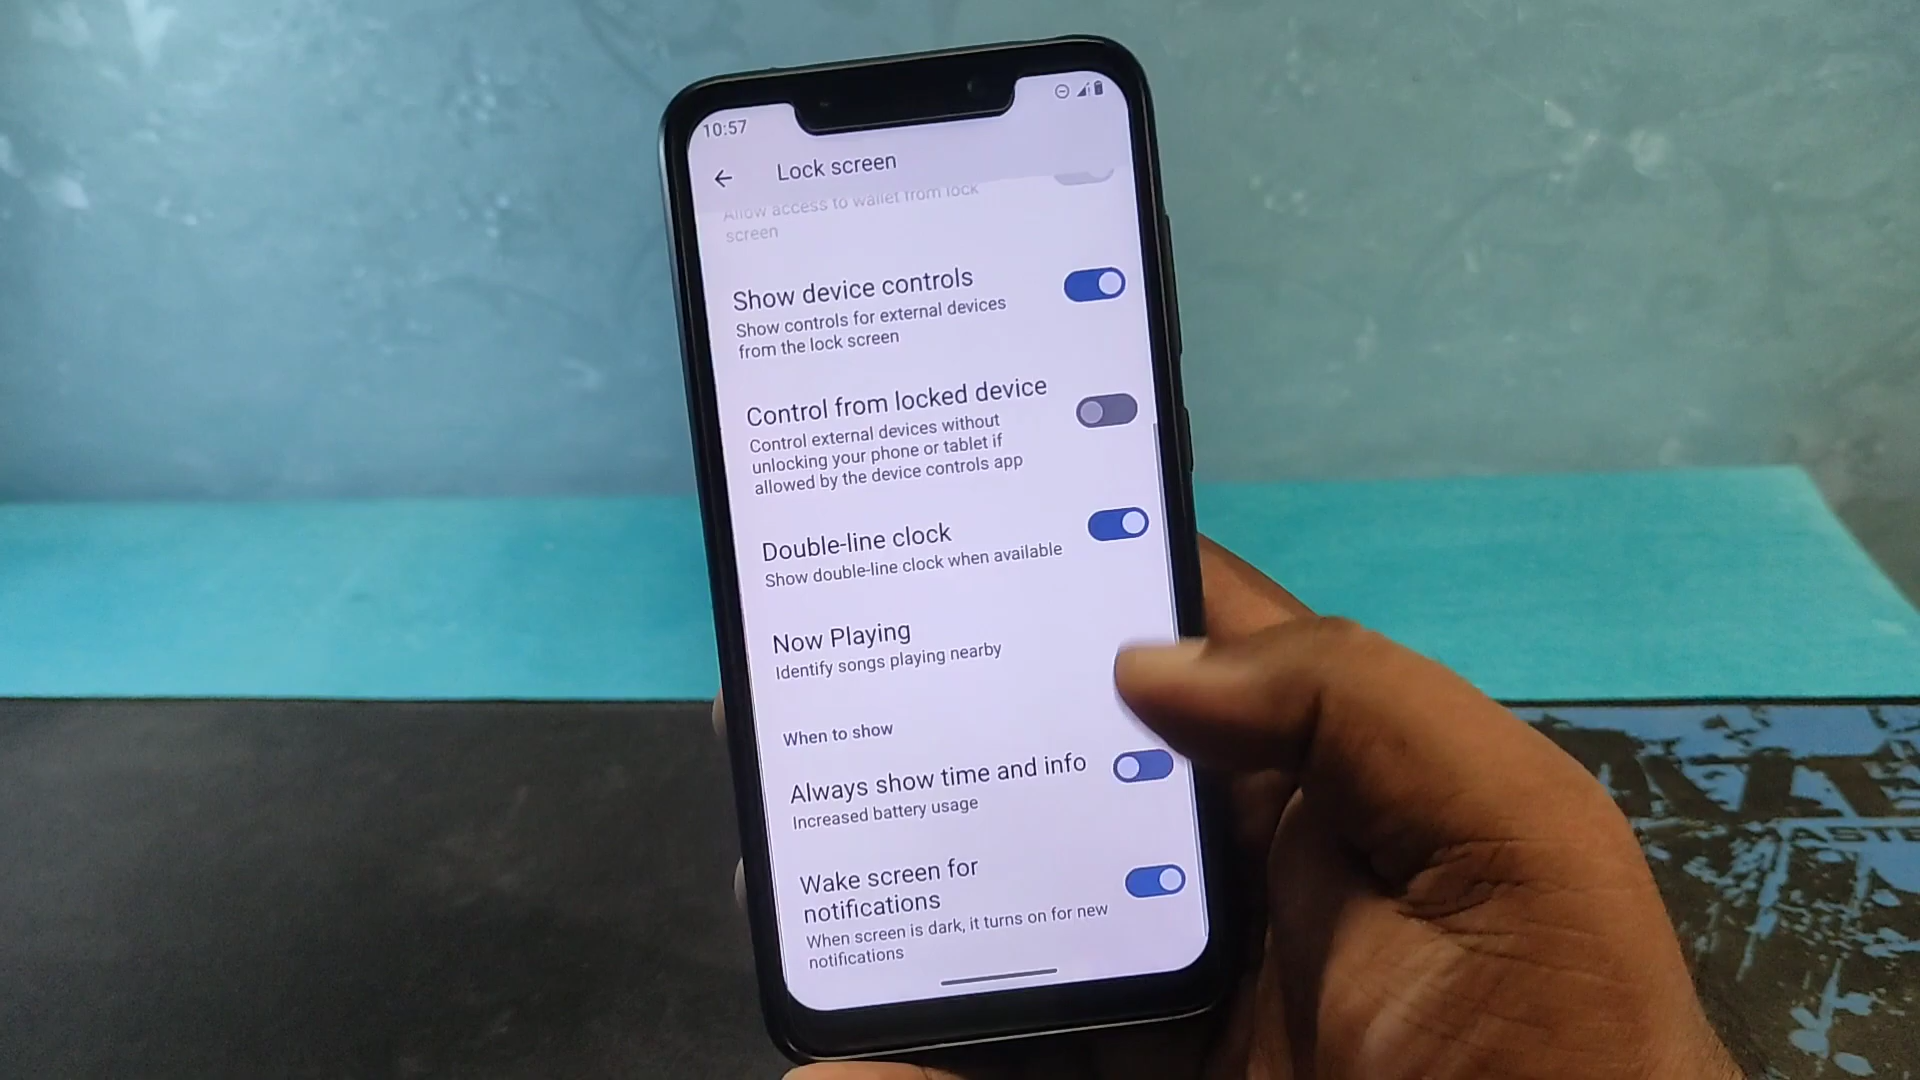 10:57
Lock screen
Allow access to wallet from lock
screen
Show device controls
Show controls for external devices
from the lock screen
Control from locked device
Control external devices without
unlocking your phone or tablet if
allowed by the device controls app
Double-line clock
Show double-line clock when available
Now Playing
Identify songs playing nearby
When to show
Always show time and info
Increased battery usage
Wake screen for
notifications
When screen is dark, it turns on for new
notifications